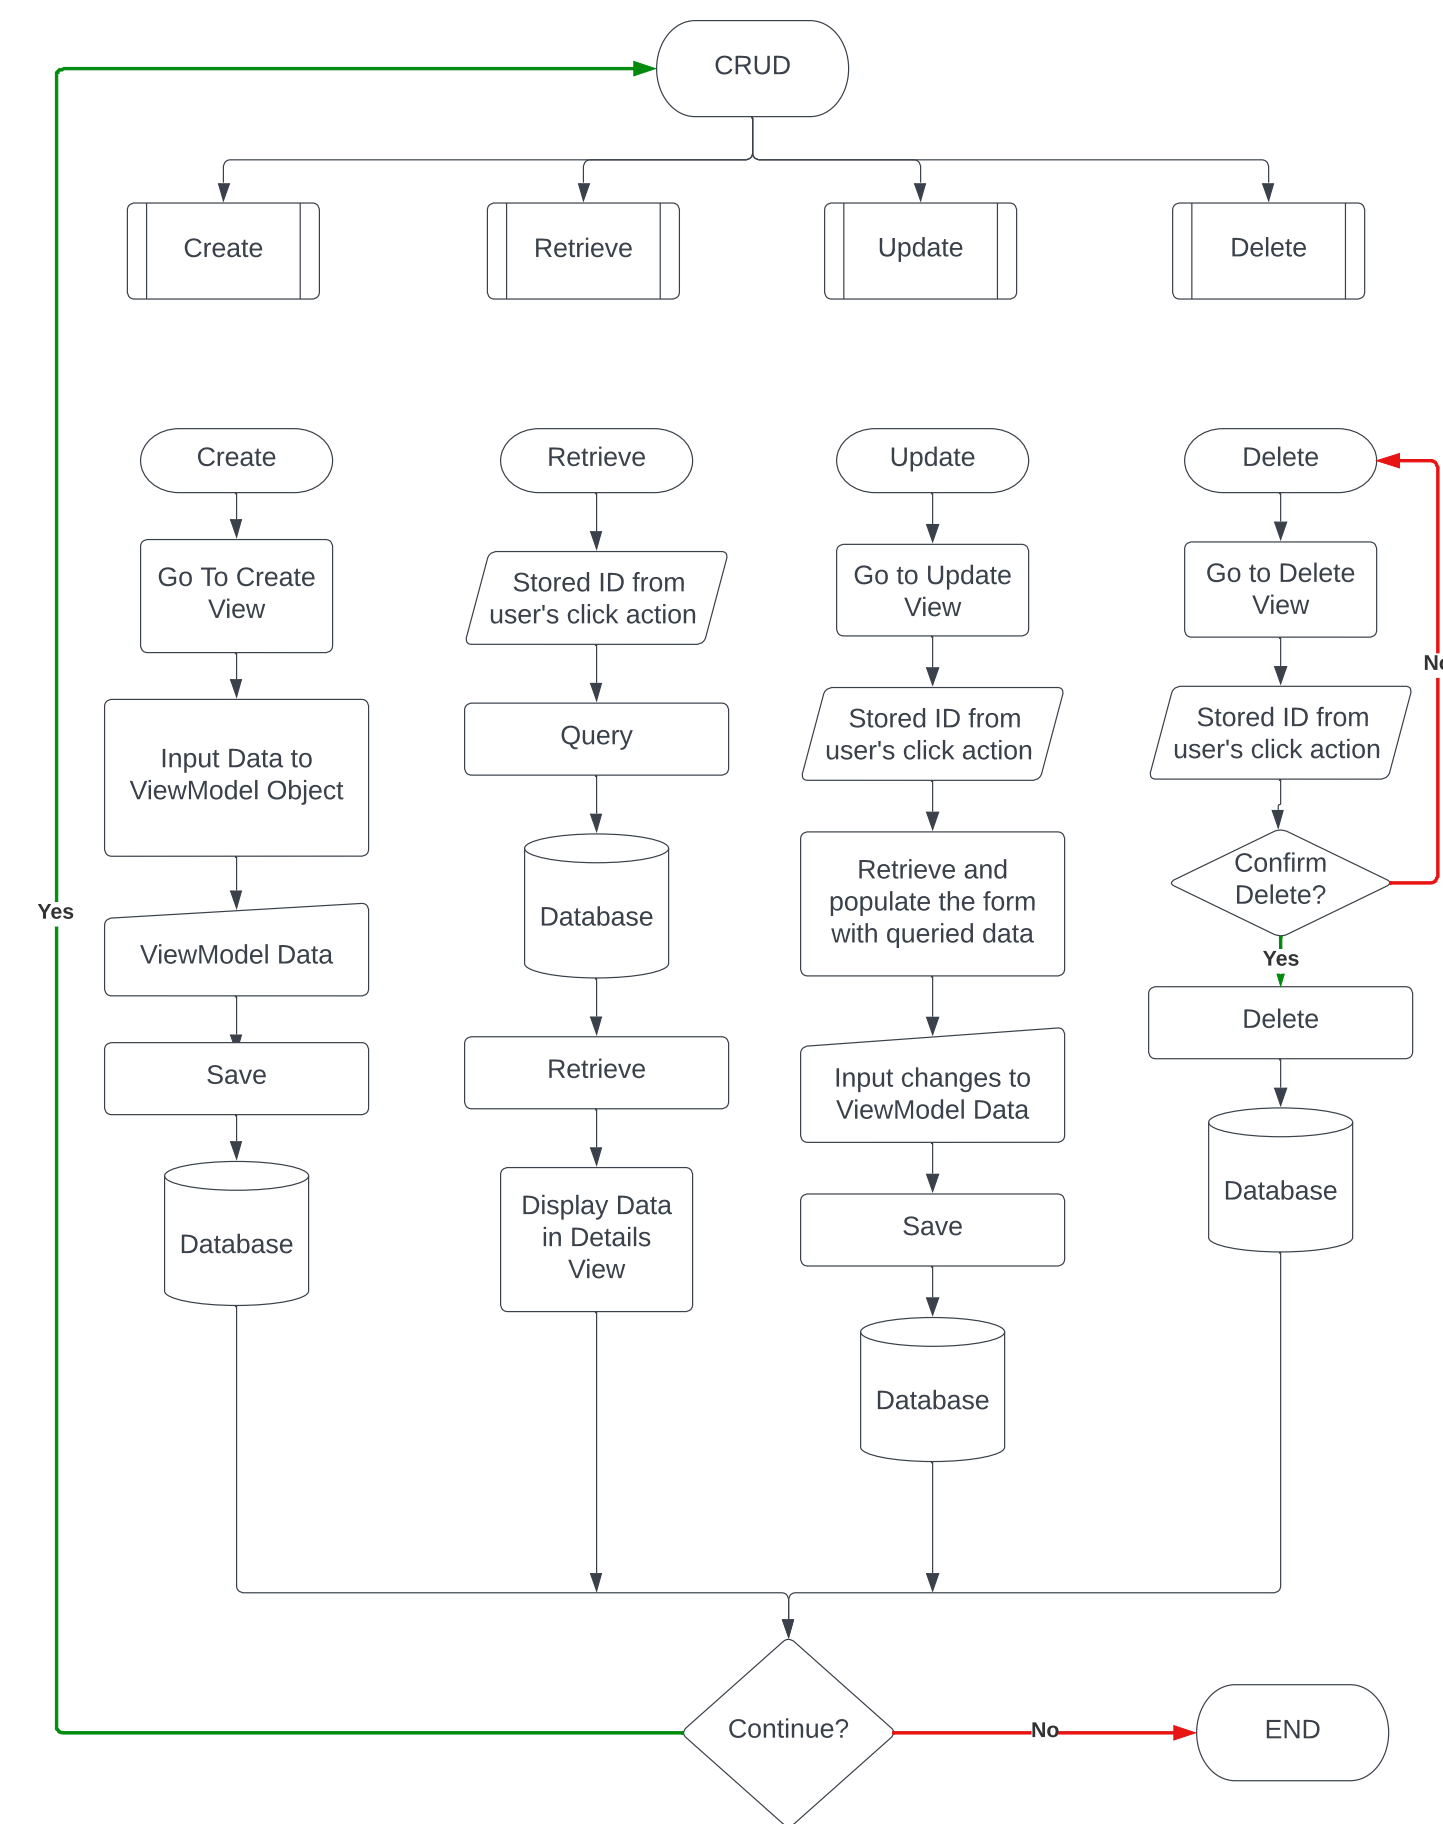 CRUD
Create
Retrieve
Update
Delete
Create
Go To Create
View
Input Data to
ViewModel Object
ViewModel Data
Save
Database
Retrieve
Stored ID from
user's click action
Query
Database
Retrieve
Display Data
in Details
View
Update
Go to Update
View
Stored ID from
user's click action
Retrieve and
populate the form
with queried data
Input changes to
ViewModel Data
Save
Database
Delete
Go to Delete
View
Stored ID from
user's click action
Confirm
Delete?
No
Yes
Delete
Database
Yes
Continue?
No
END